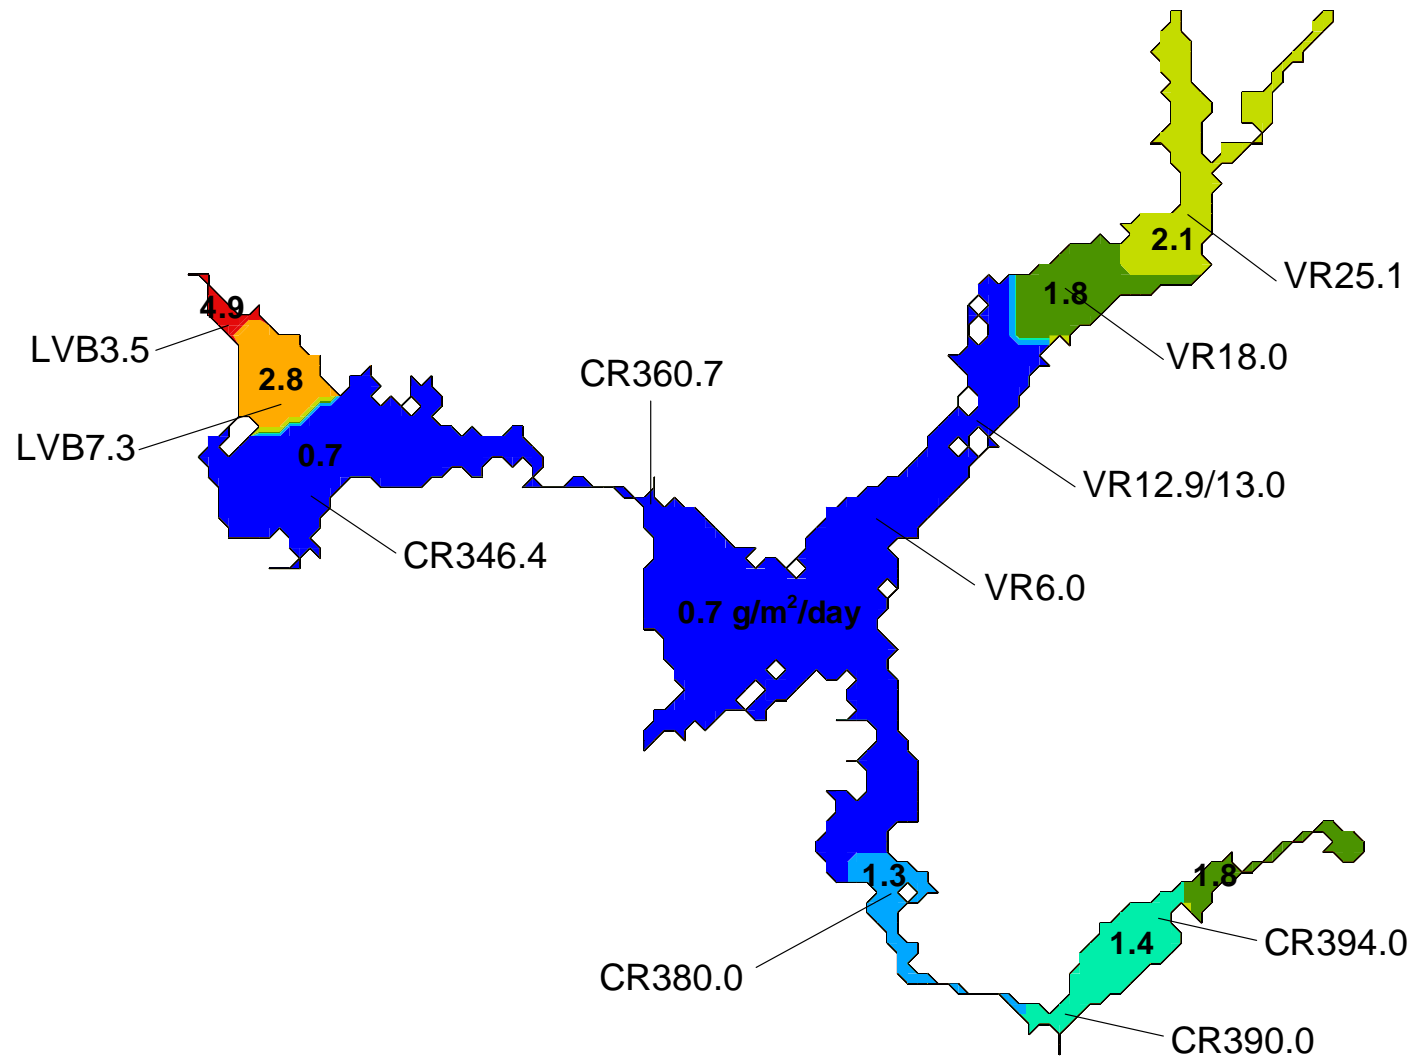 2.1
VR25.1
1.8
4.9
LVB3.5
VR18.0
CR360.7
2.8
LVB7.3
0.7
VR12.9/13.0
CR346.4
VR6.0
0.7 g/m²/day
1.3
1.8
CR394.0
1.4
CR380.0
CR390.0